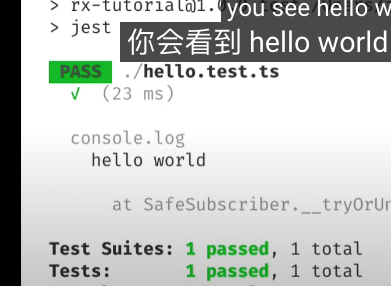 > rx-tutorial@1.0
you see hello w
> jest
你会看到 hello world
PASS ./hello.test.ts
√ (23 ms)
console.log
hello world
at SafeSubscriber.__tryOrUn
Test Suites: 1 passed, 1 total
Tests: 1 passed, 1 total